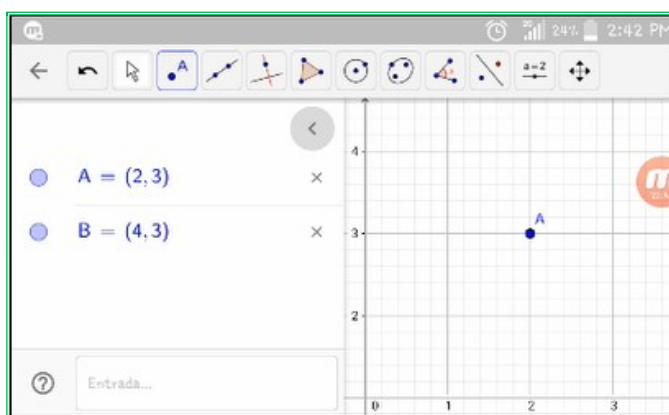 24% 2:42 PM
A
a=2
A = (2,3)
B = (4,3)
Entrada...
4
3
2
A
0 1 2 3